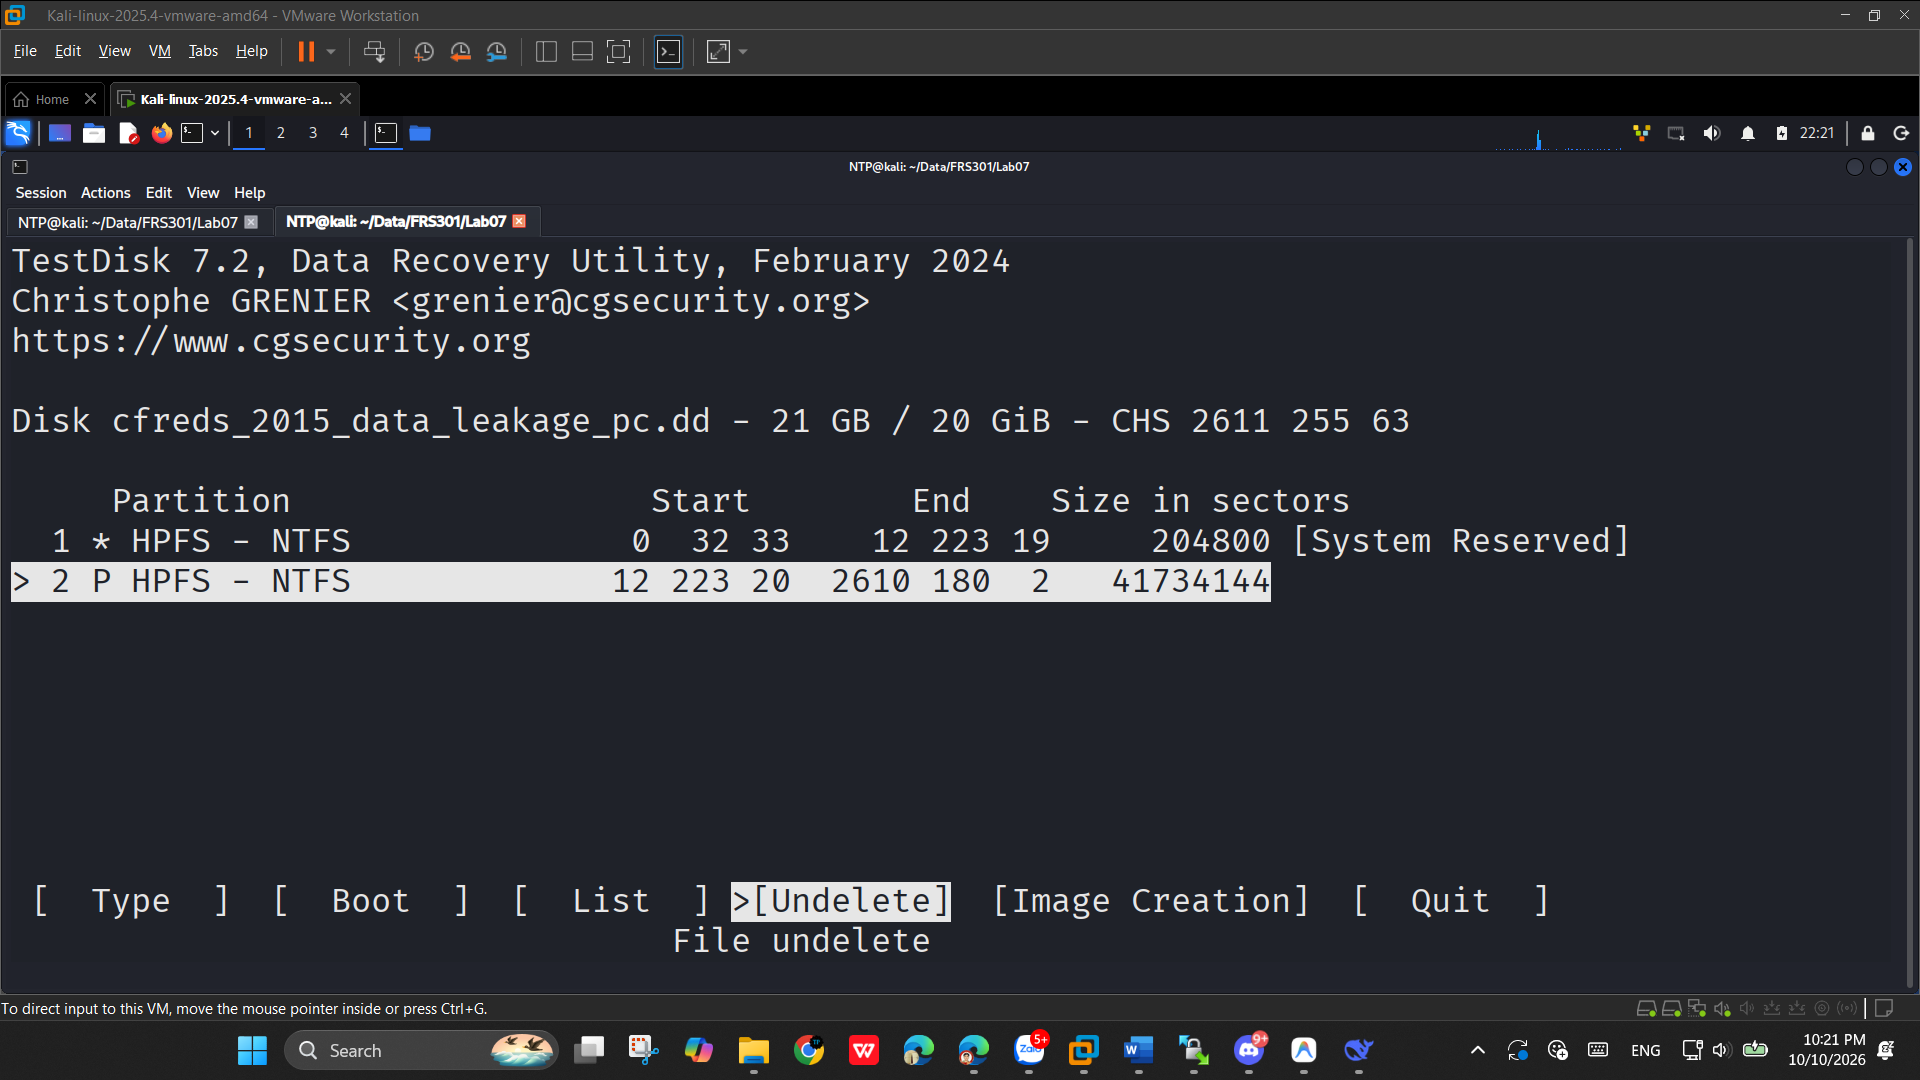 Kali-linux-2025.4-vmware-amd64 - VMware Workstation
File Edit View VM Tabs Help
Home Kali-linux-2025.4-vmware-a...
1 2 3 4 22:21
NTP@kali: ~/Data/FRS301/Lab07
Session Actions Edit View Help
NTP@kali: ~/Data/FRS301/Lab07 NTP@kali: ~/Data/FRS301/Lab07
TestDisk 7.2, Data Recovery Utility, February 2024
Christophe GRENIER <grenier@cgsecurity.org>
https://www.cgsecurity.org
Disk cfreds_2015_data_leakage_pc.dd - 21 GB / 20 GiB - CHS 2611 255 63
Partition Start End Size in sectors
1 * HPFS - NTFS 0 32 33 12 223 19 204800 [System Reserved]
> 2 P HPFS - NTFS 12 223 20 2610 180 2 41734144
[ Type ] [ Boot ] [ List ] >[Undelete] [Image Creation] [ Quit ]
File undelete
To direct input to this VM, move the mouse pointer inside or press Ctrl+G.
Search
Zalo
5+
9+
ENG
10:21 PM
10/10/2026